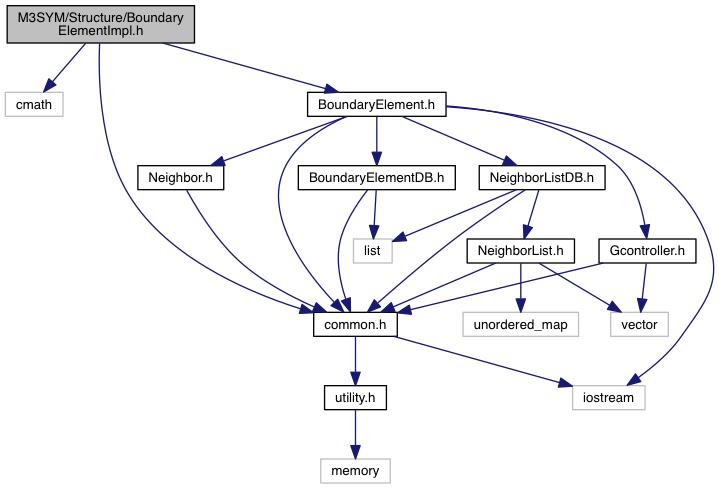 M3SYM/Structure/Boundary
ElementImpl.h
cmath
BoundaryElement.h
Neighbor.h
BoundaryElementDB.h
NeighborListDB.h
list
NeighborList.h
Gcontroller.h
common.h
unordered_map
vector
utility.h
iostream
memory